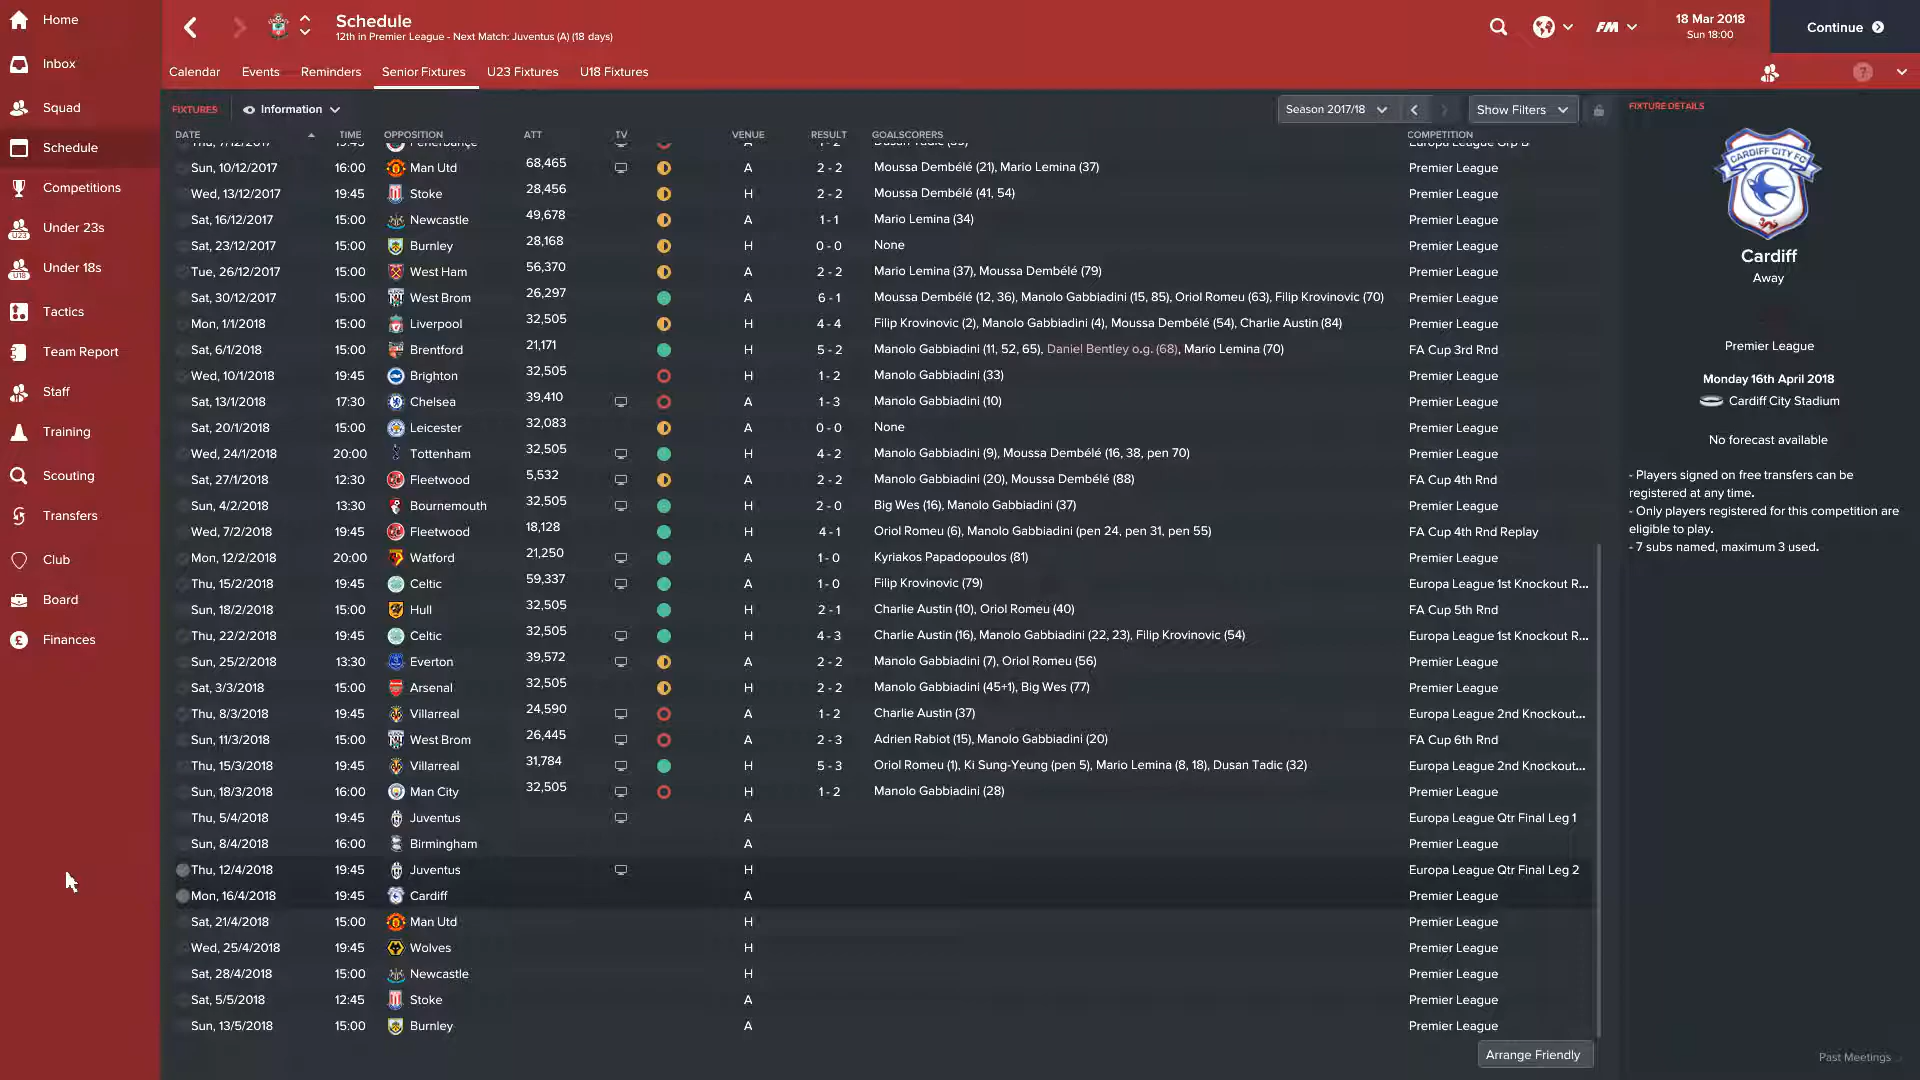 Home
Inbox
Squad
Schedule
Competitions
Under 23s
Under 18s
Tactics
Team Report
Staff
Training
Scouting
Transfers
Club
Board
Finances
Schedule
12th in Premier League - Next Match: Juventus (A) (18 days)
FM
18 Mar 2018
Sun 18:00
Continue
Calendar Events Reminders Senior Fixtures U23 Fixtures U18 Fixtures
FIXTURES Information Season 2017/18 Show Filters
DATE TIME OPPOSITION ATT TV VENUE RESULT GOALSCORERS COMPETITION
Thu, 7/12/2017 19:45 Fenerbahçe A 1 - 2 Dusan Tadic Europa League Grp B
Sun, 10/12/2017 16:00 Man Utd 68,465 A 2 - 2 Moussa Dembélé (21), Mario Lemina (37) Premier League
Wed, 13/12/2017 19:45 Stoke 28,456 H 2 - 2 Moussa Dembélé (41, 54) Premier League
Sat, 16/12/2017 15:00 Newcastle 49,678 A 1 - 1 Mario Lemina (34) Premier League
Sat, 23/12/2017 15:00 Burnley 28,168 H 0 - 0 None Premier League
Tue, 26/12/2017 15:00 West Ham 56,370 A 2 - 2 Mario Lemina (37), Moussa Dembélé (79) Premier League
Sat, 30/12/2017 15:00 West Brom 26,297 A 6 - 1 Moussa Dembélé (12, 36), Manolo Gabbiadini (15, 85), Oriol Romeu (63), Filip Krovinovic (70) Premier League
Mon, 1/1/2018 15:00 Liverpool 32,505 H 4 - 4 Filip Krovinovic (2), Manolo Gabbiadini (4), Moussa Dembélé (54), Charlie Austin (84) Premier League
Sat, 6/1/2018 15:00 Brentford 21,171 H 5 - 2 Manolo Gabbiadini (11, 52, 65), Daniel Bentley o.g. (68), Mario Lemina (70) FA Cup 3rd Rnd
Wed, 10/1/2018 19:45 Brighton 32,505 H 1 - 2 Manolo Gabbiadini (33) Premier League
Sat, 13/1/2018 17:30 Chelsea 39,410 A 1 - 3 Manolo Gabbiadini (10) Premier League
Sat, 20/1/2018 15:00 Leicester 32,083 A 0 - 0 None Premier League
Wed, 24/1/2018 20:00 Tottenham 32,505 H 4 - 2 Manolo Gabbiadini (9), Moussa Dembélé (16, 38, pen 70) Premier League
Sat, 27/1/2018 12:30 Fleetwood 5,532 A 2 - 2 Manolo Gabbiadini (20), Moussa Dembélé (88) FA Cup 4th Rnd
Sun, 4/2/2018 13:30 Bournemouth 32,505 H 2 - 0 Big Wes (16), Manolo Gabbiadini (37) Premier League
Wed, 7/2/2018 19:45 Fleetwood 18,128 H 4 - 1 Oriol Romeu (6), Manolo Gabbiadini (pen 24, pen 31, pen 55) FA Cup 4th Rnd Replay
Mon, 12/2/2018 20:00 Watford 21,250 A 1 - 0 Kyriakos Papadopoulos (81) Premier League
Thu, 15/2/2018 19:45 Celtic 59,337 A 1 - 0 Filip Krovinovic (79) Europa League 1st Knockout R...
Sun, 18/2/2018 15:00 Hull 32,505 H 2 - 1 Charlie Austin (10), Oriol Romeu (40) FA Cup 5th Rnd
Thu, 22/2/2018 19:45 Celtic 32,505 H 4 - 3 Charlie Austin (16), Manolo Gabbiadini (22, 23), Filip Krovinovic (54) Europa League 1st Knockout R...
Sun, 25/2/2018 13:30 Everton 39,572 A 2 - 2 Manolo Gabbiadini (7), Oriol Romeu (56) Premier League
Sat, 3/3/2018 15:00 Arsenal 32,505 H 2 - 2 Manolo Gabbiadini (45+1), Big Wes (77) Premier League
Thu, 8/3/2018 19:45 Villarreal 24,590 A 1 - 2 Charlie Austin (37) Europa League 2nd Knockout...
Sun, 11/3/2018 15:00 West Brom 26,445 A 2 - 3 Adrien Rabiot (15), Manolo Gabbiadini (20) FA Cup 6th Rnd
Thu, 15/3/2018 19:45 Villarreal 31,784 H 5 - 3 Oriol Romeu (1), Ki Sung-Yeung (pen 5), Mario Lemina (8, 18), Dusan Tadic (32) Europa League 2nd Knockout...
Sun, 18/3/2018 16:00 Man City 32,505 H 1 - 2 Manolo Gabbiadini (28) Premier League
Thu, 5/4/2018 19:45 Juventus A Europa League Qtr Final Leg 1
Sun, 8/4/2018 16:00 Birmingham A Premier League
Thu, 12/4/2018 19:45 Juventus H Europa League Qtr Final Leg 2
Mon, 16/4/2018 19:45 Cardiff A Premier League
Sat, 21/4/2018 15:00 Man Utd H Premier League
Wed, 25/4/2018 19:45 Wolves H Premier League
Sat, 28/4/2018 15:00 Newcastle H Premier League
Sat, 5/5/2018 12:45 Stoke A Premier League
Sun, 13/5/2018 15:00 Burnley A Premier League
Arrange Friendly
FIXTURE DETAILS
CARDIFF CITY FC
Cardiff
Away
Premier League
Monday 16th April 2018
Cardiff City Stadium
No forecast available
- Players signed on free transfers can be
registered at any time.
- Only players registered for this competition are
eligible to play.
- 7 subs named, maximum 3 used.
Past Meetings